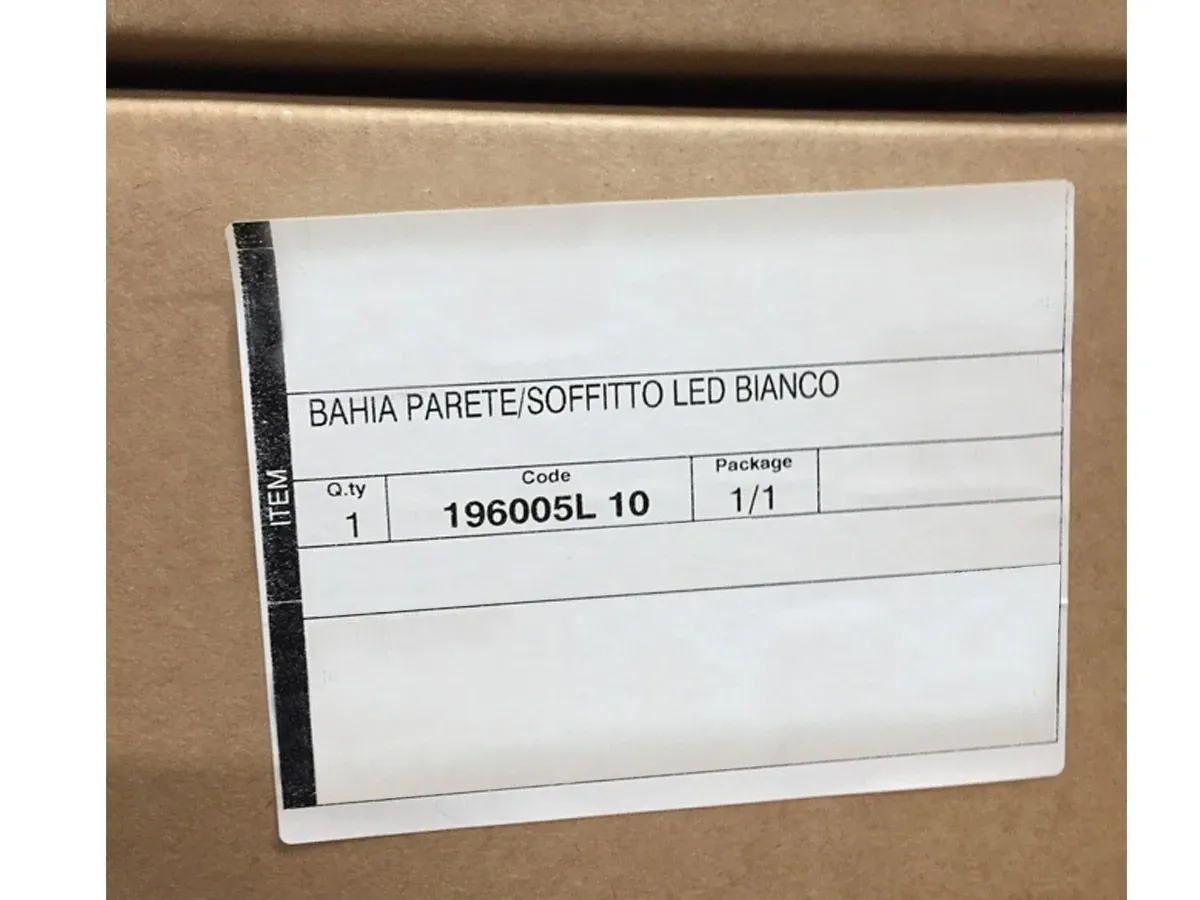 BAHIA PARETE/SOFFITTO LED BIANCO
Q.ty Code Package
1 196005L 10 1/1
ITEM